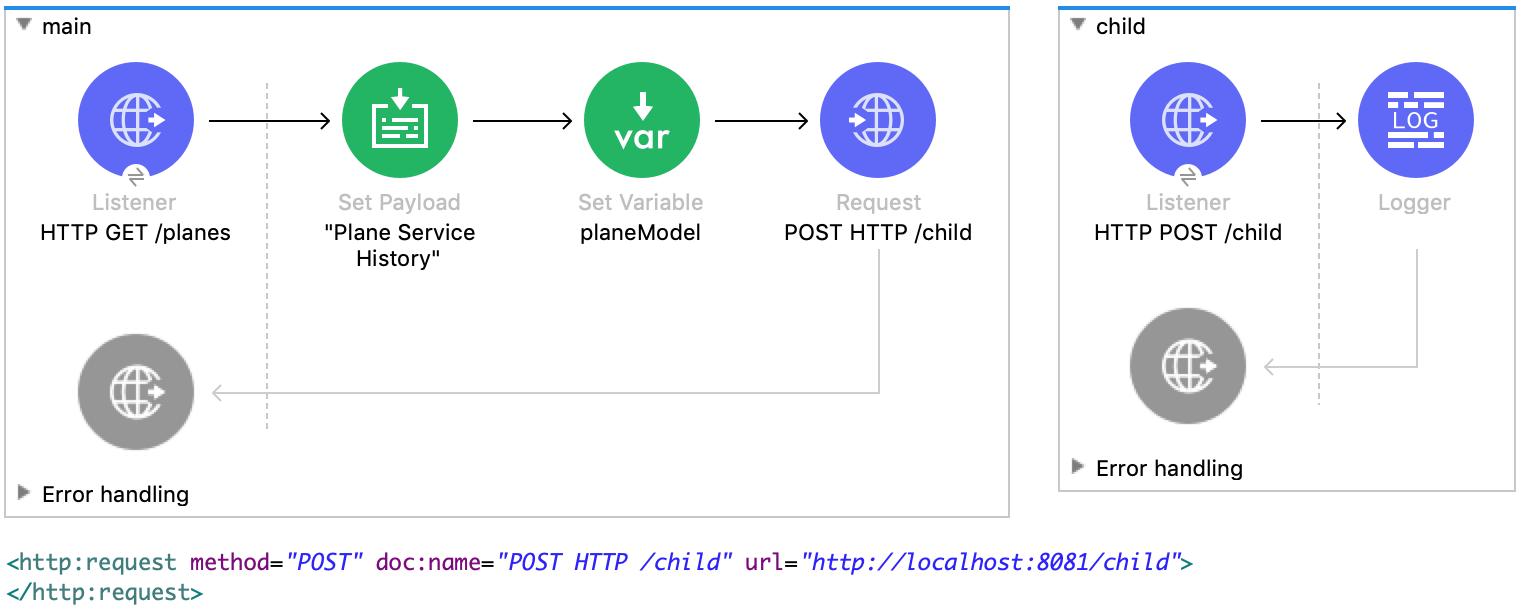 main
child
var
LOG
Listener
Set Payload
Set Variable
Request
Listener
Logger
HTTP GET /planes
"Plane Service
History"
planeModel
POST HTTP /child
HTTP POST /child
Error handling
Error handling
<http:request method="POST" doc:name="POST HTTP /child" url="http://localhost:8081/child">
</http:request>